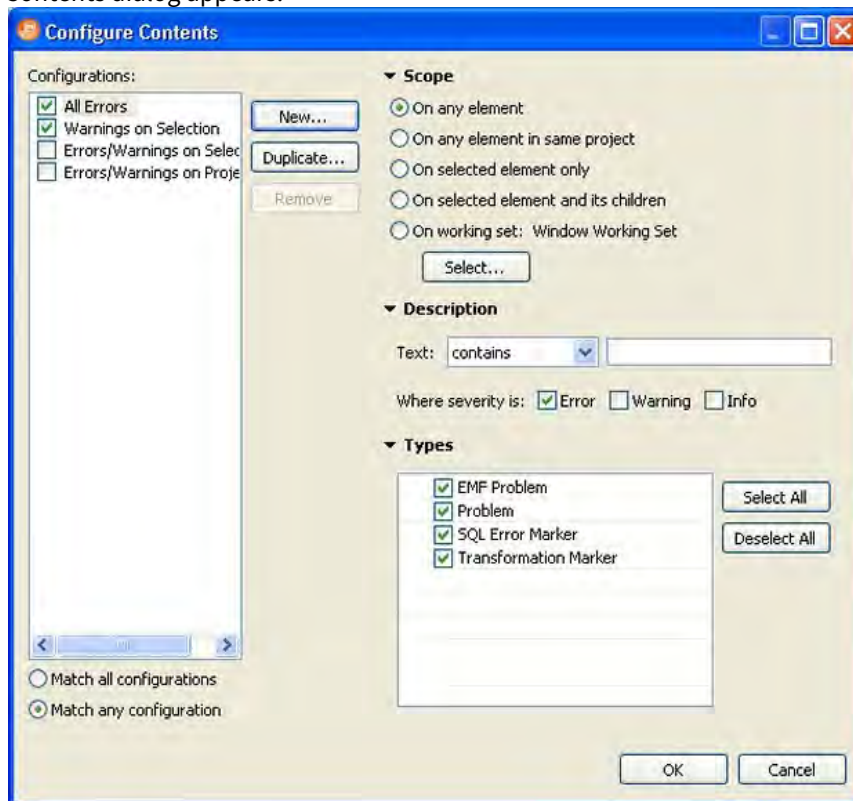 contents dialog appears.
Configure Contents
Configurations:
All Errors
Warnings on Selection
Errors/Warnings on Selec
Errors/Warnings on Proje
New...
Duplicate...
Remove
Match all configurations
Match any configuration
Scope
On any element
On any element in same project
On selected element only
On selected element and its children
On working set: Window Working Set
Select...
Description
Text: contains
Where severity is: Error Warning Info
Types
EMF Problem
Problem
SQL Error Marker
Transformation Marker
Select All
Deselect All
OK Cancel